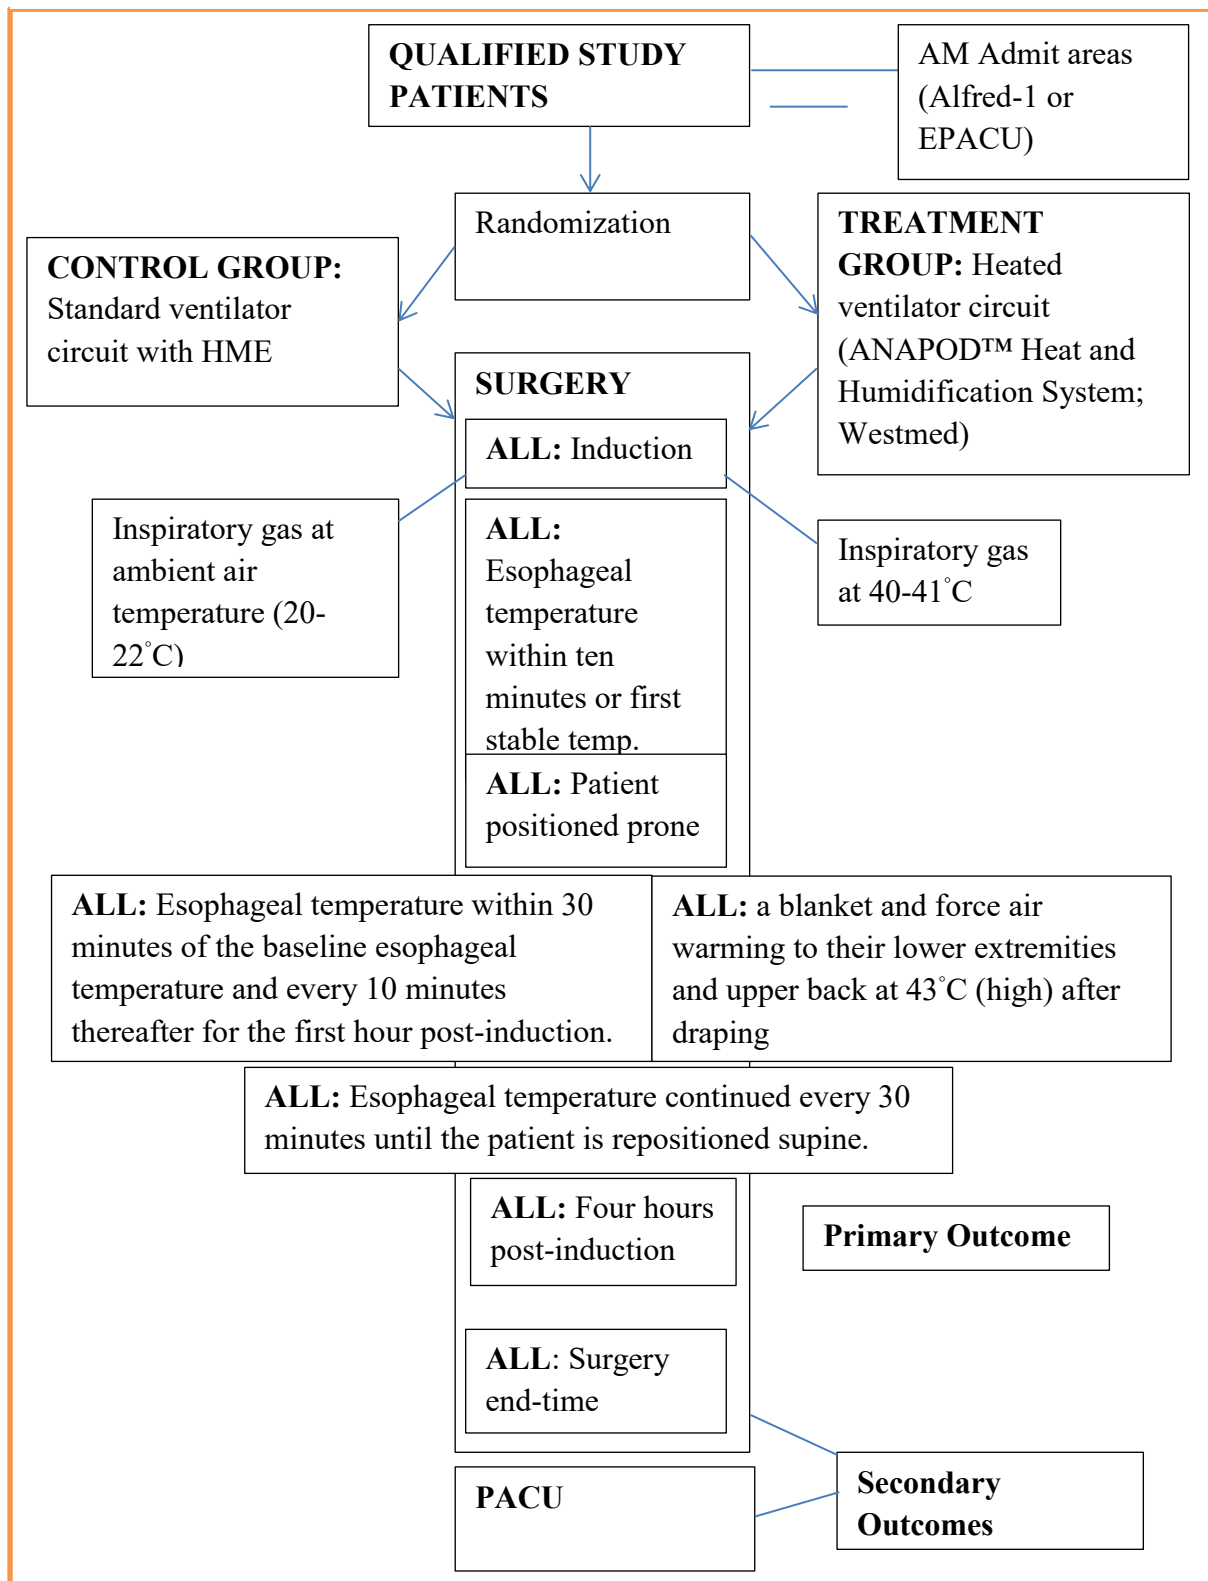 QUALIFIED STUDY
PATIENTS
AM Admit areas
(Alfred-1 or
EPACU)
Randomization
CONTROL GROUP:
Standard ventilator
circuit with HME
TREATMENT
GROUP: Heated
ventilator circuit
(ANAPOD™ Heat and
Humidification System;
Westmed)
SURGERY
ALL: Induction
Inspiratory gas at
ambient air
temperature (20-
22°C)
Inspiratory gas
at 40-41°C
ALL:
Esophageal
temperature
within ten
minutes or first
stable temp.
ALL: Patient
positioned prone
ALL: Esophageal temperature within 30
minutes of the baseline esophageal
temperature and every 10 minutes
thereafter for the first hour post-induction.
ALL: a blanket and force air
warming to their lower extremities
and upper back at 43°C (high) after
draping
ALL: Esophageal temperature continued every 30
minutes until the patient is repositioned supine.
ALL: Four hours
post-induction
Primary Outcome
ALL: Surgery
end-time
PACU
Secondary
Outcomes